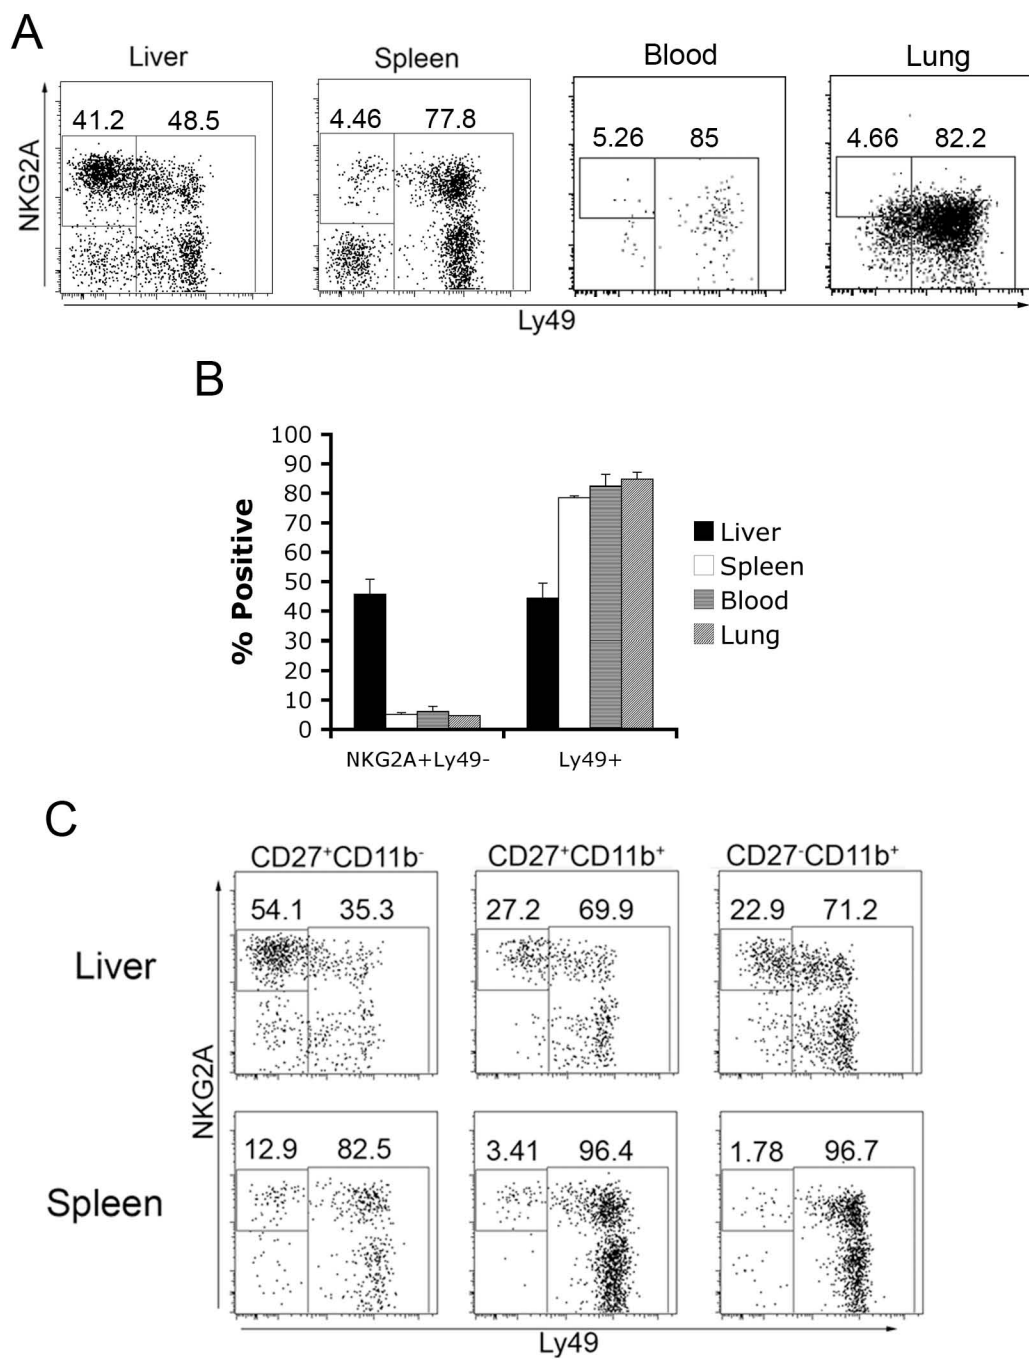 A
Liver Spleen Blood Lung
41.2 48.5 4.46 77.8 5.26 85 4.66 82.2
NKG2A
Ly49
B
100
90
80
70
60
50
40
30
20
10
0
% Positive
NKG2A+Ly49- Ly49+
Liver
Spleen
Blood
Lung
C
CD27⁺CD11b⁻ CD27⁺CD11b⁺ CD27⁻CD11b⁺
Liver
54.1 35.3 27.2 69.9 22.9 71.2
NKG2A
Spleen
12.9 82.5 3.41 96.4 1.78 96.7
Ly49